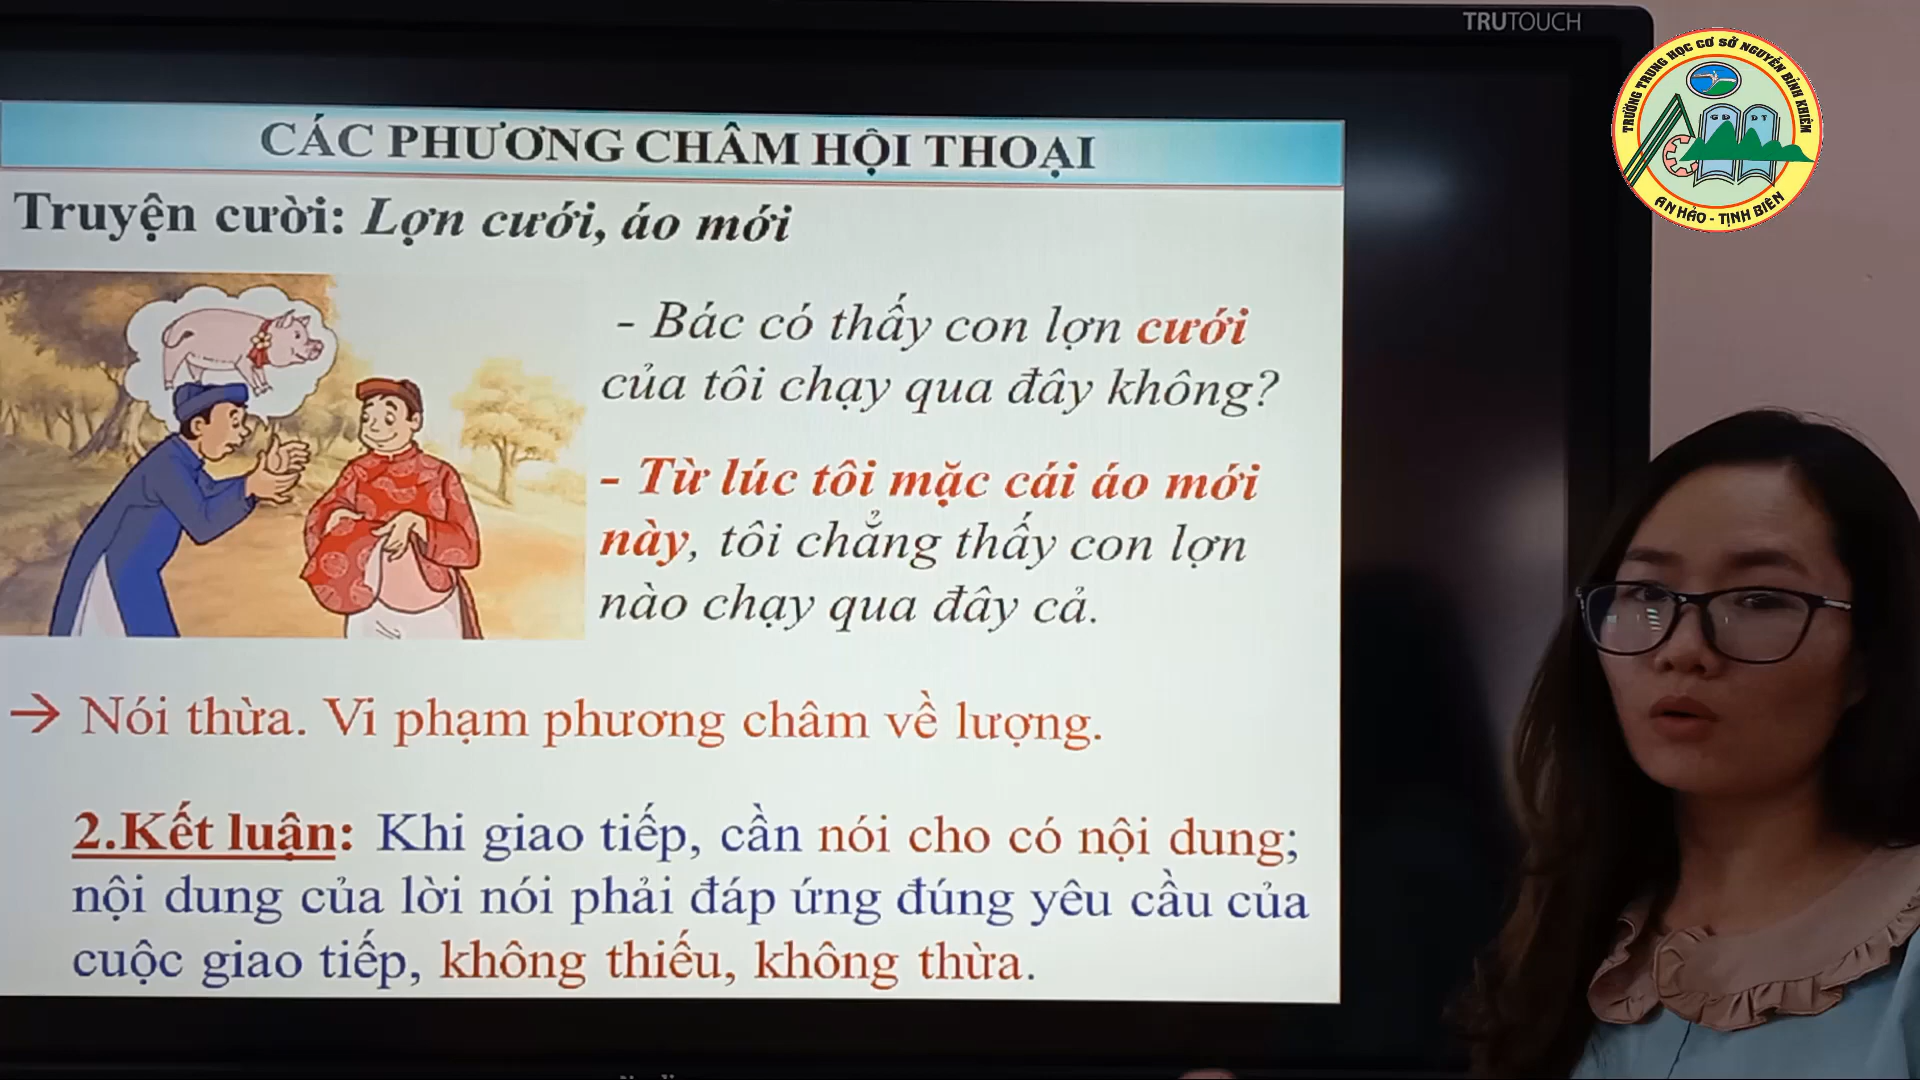 TRUTOUCH
TRƯỜNG TRUNG HỌC CƠ SỞ NGUYỄN BỈNH KHIÊM
GD ĐT
AN HẢO - TỊNH BIÊN
CÁC PHƯƠNG CHÂM HỘI THOẠI
Truyện cười: Lợn cưới, áo mới
- Bác có thấy con lợn cưới
của tôi chạy qua đây không?
- Từ lúc tôi mặc cái áo mới
này, tôi chẳng thấy con lợn
nào chạy qua đây cả.
→ Nói thừa. Vi phạm phương châm về lượng.
2.Kết luận: Khi giao tiếp, cần nói cho có nội dung;
nội dung của lời nói phải đáp ứng đúng yêu cầu của
cuộc giao tiếp, không thiếu, không thừa.